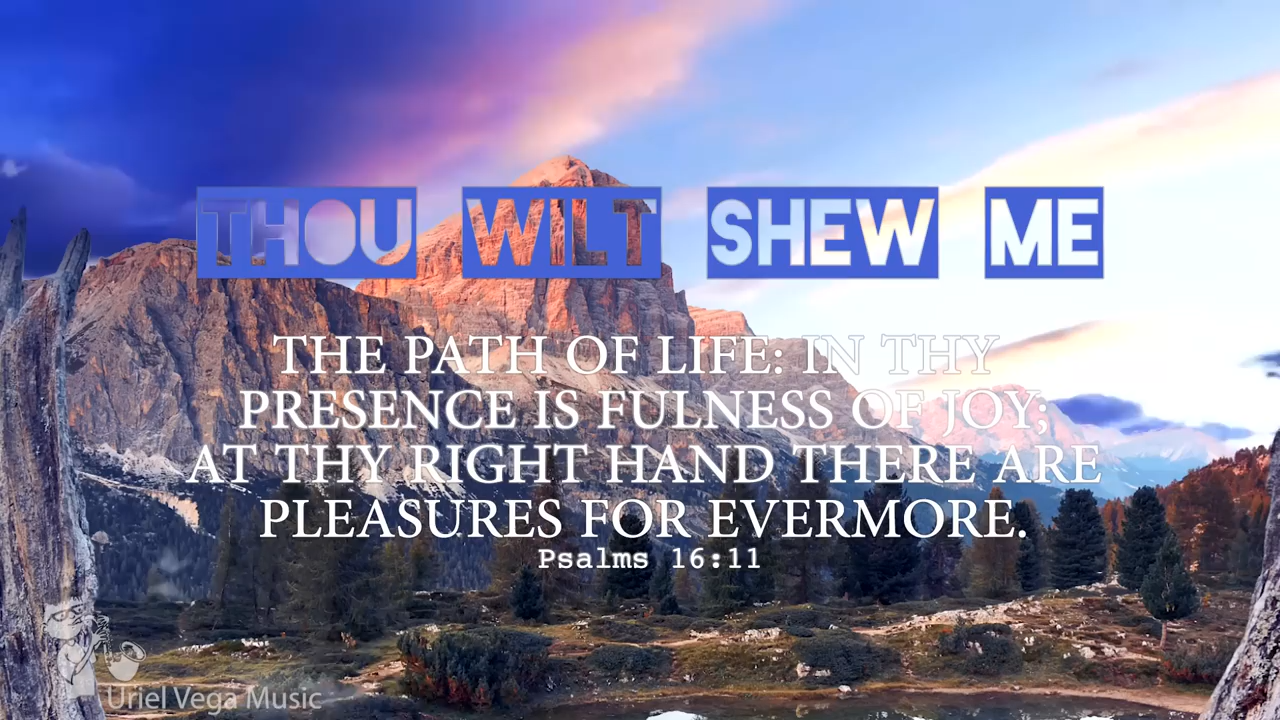 THOU WILT SHEW ME
THE PATH OF LIFE: IN THY
PRESENCE IS FULNESS OF JOY;
AT THY RIGHT HAND THERE ARE
PLEASURES FOR EVERMORE.
Psalms 16:11
Uriel Vega Music